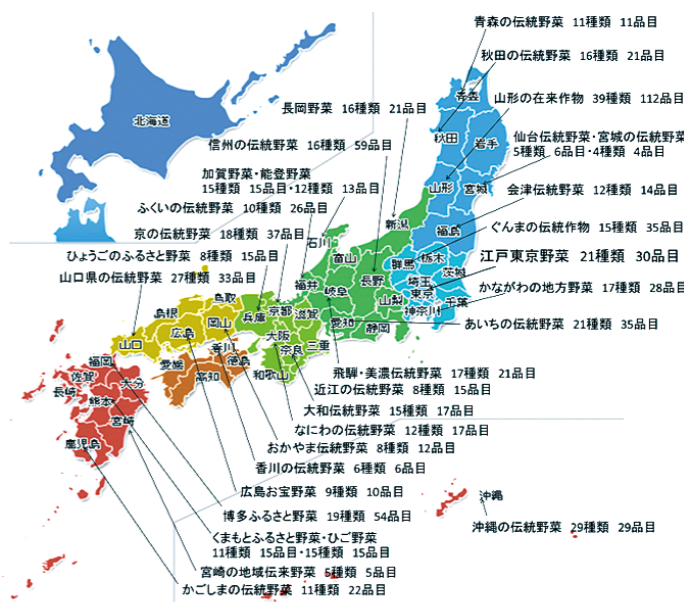 青森の伝統野菜 11種類 11品目
秋田の伝統野菜 16種類 21品目
山形の在来作物 39種類 112品目
長岡野菜 16種類 21品目
仙台伝統野菜・宮城の伝統野菜
5種類 6品目・4種類 4品目
信州の伝統野菜 16種類 59品目
加賀野菜・能登野菜
15種類 15品目・12種類 13品目
会津伝統野菜 12種類 14品目
ふくいの伝統野菜 10種類 26品目
ぐんまの伝統作物 15種類 35品目
京の伝統野菜 18種類 37品目
ひょうごのふるさと野菜 8種類 15品目
江戸東京野菜 21種類 30品目
山口県の伝統野菜 27種類 33品目
かながわの地方野菜 17種類 28品目
あいちの伝統野菜 21種類 35品目
飛騨・美濃伝統野菜 17種類 21品目
近江の伝統野菜 8種類 15品目
大和伝統野菜 15種類 17品目
なにわの伝統野菜 12種類 17品目
おかやま伝統野菜 8種類 12品目
香川の伝統野菜 6種類 6品目
広島お宝野菜 9種類 10品目
博多ふるさと野菜 19種類 54品目
くまもとふるさと野菜・ひご野菜
11種類 15品目・15種類 15品目
宮崎の地域伝来野菜 5種類 5品目
かごしまの伝統野菜 11種類 22品目
沖縄
沖縄の伝統野菜 29種類 29品目
北海道
青森
秋田
岩手
山形
宮城
福島
新潟
石川
富山
群馬
栃木
茨城
埼玉
東京
千葉
神奈川
長野
山梨
静岡
岐阜
愛知
福井
滋賀
京都
兵庫
大阪
奈良
三重
和歌山
鳥取
島根
岡山
広島
山口
香川
徳島
愛媛
高知
福岡
佐賀
長崎
大分
熊本
宮崎
鹿児島